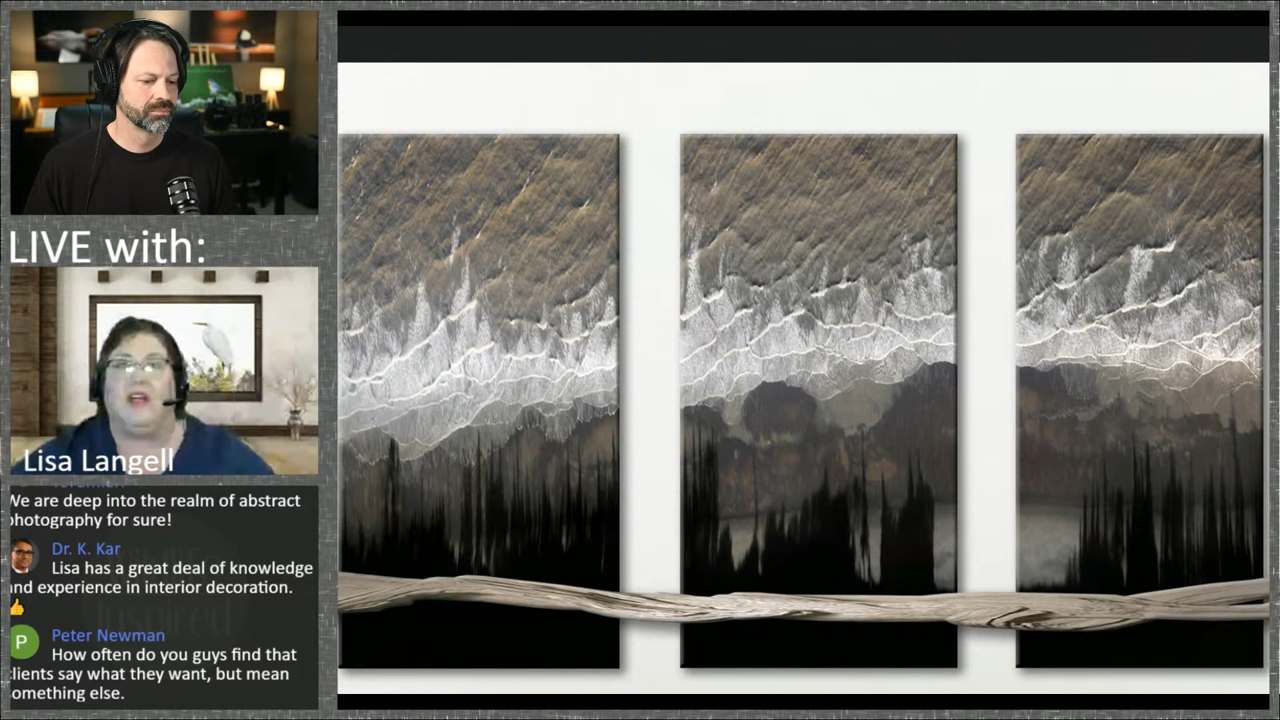 LIVE with:
Lisa Langell
We are deep into the realm of abstract
photography for sure!
Dr. K. Kar
Lisa has a great deal of knowledge
and experience in interior decoration.
P
Peter Newman
How often do you guys find that
clients say what they want, but mean
something else.